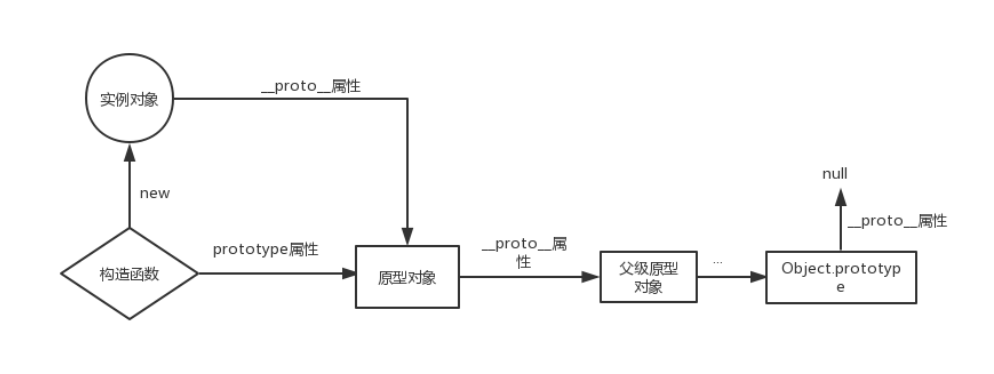 __proto__属性
实例对象
null
new
__proto__属性
prototype属性
__proto__属
性
构造函数
原型对象
父级原型
对象
...
Object.prototyp
e